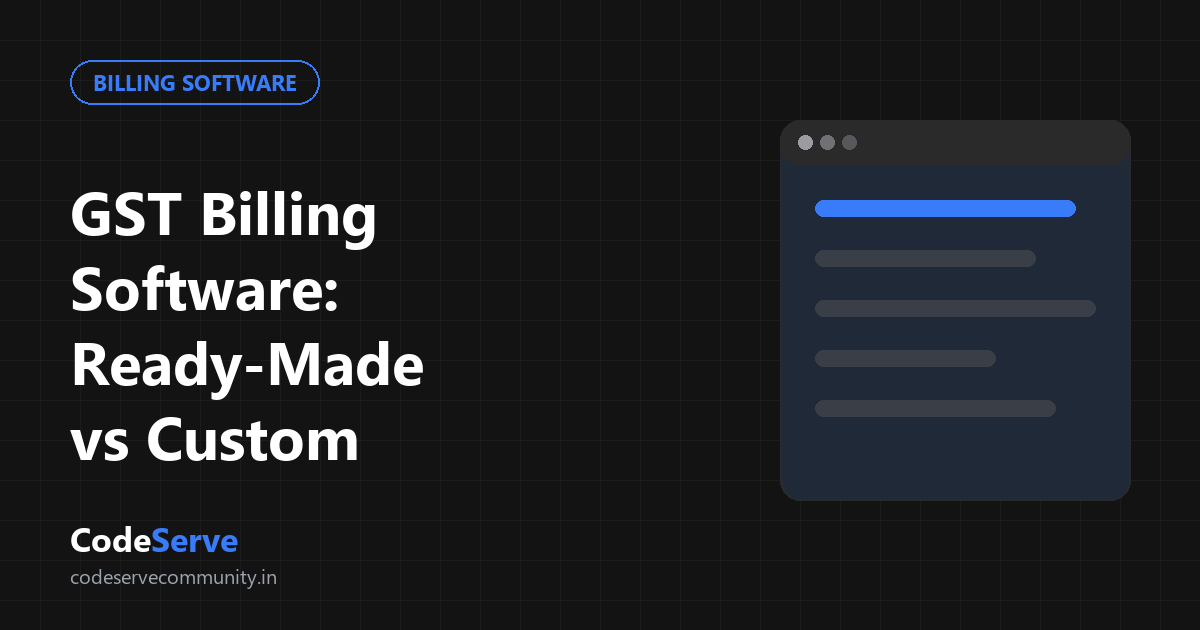 BILLING SOFTWARE
GST Billing
Software:
Ready-Made
vs Custom
CodeServe
codeservecommunity.in